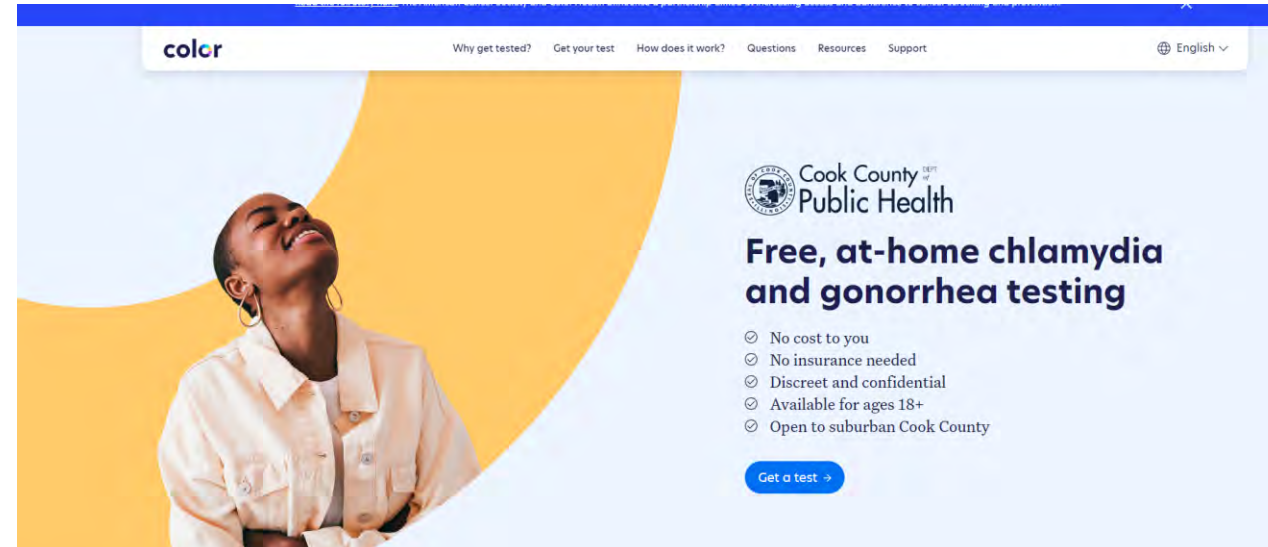 color
Why get tested? Get your test How does it work? Questions Resources Support
English
Cook County DEPT of
Public Health
Free, at-home chlamydia
and gonorrhea testing
No cost to you
No insurance needed
Discreet and confidential
Available for ages 18+
Open to suburban Cook County
Get a test →